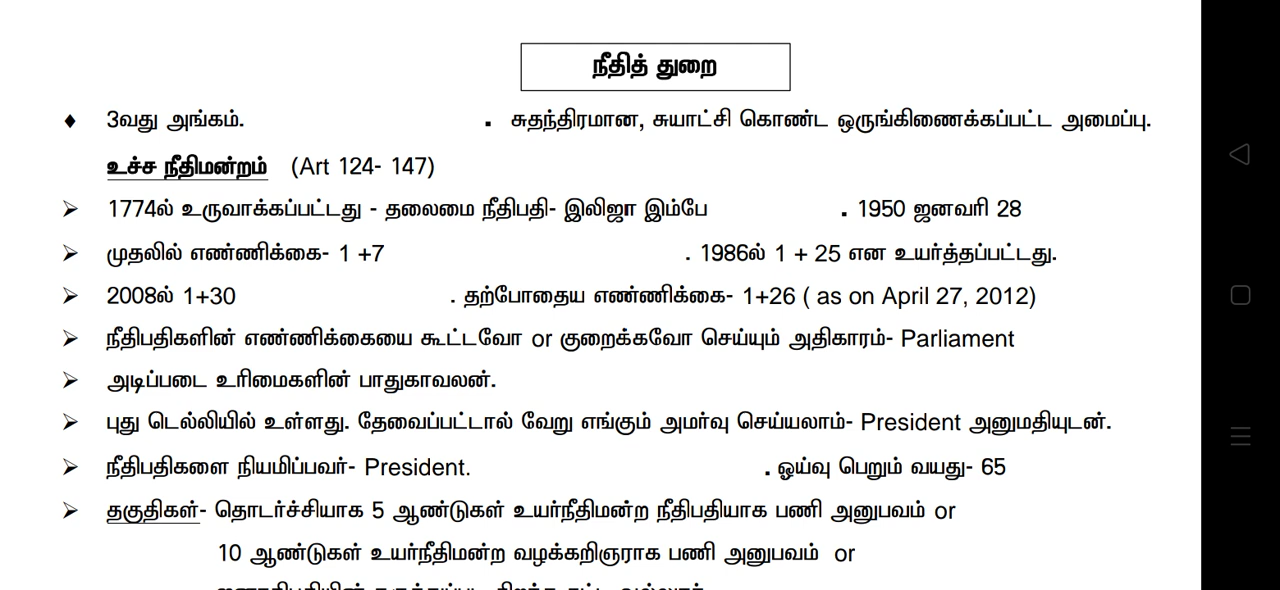 நீதித் துறை
♦ 3வது அங்கம். . சுதந்திரமான, சுயாட்சி கொண்ட ஒருங்கிணைக்கப்பட்ட அமைப்பு.
உச்ச நீதிமன்றம் (Art 124- 147)
➢ 1774ல் உருவாக்கப்பட்டது - தலைமை நீதிபதி- இலிஜா இம்பே . 1950 ஜனவரி 28
➢ முதலில் எண்ணிக்கை- 1 +7 . 1986ல் 1 + 25 என உயர்த்தப்பட்டது.
➢ 2008ல் 1+30 . தற்போதைய எண்ணிக்கை- 1+26 ( as on April 27, 2012)
➢ நீதிபதிகளின் எண்ணிக்கையை கூட்டவோ or குறைக்கவோ செய்யும் அதிகாரம்- Parliament
➢ அடிப்படை உரிமைகளின் பாதுகாவலன்.
➢ புது டெல்லியில் உள்ளது. தேவைப்பட்டால் வேறு எங்கும் அமர்வு செய்யலாம்- President அனுமதியுடன்.
➢ நீதிபதிகளை நியமிப்பவர்- President. . ஓய்வு பெறும் வயது- 65
➢ தகுதிகள்- தொடர்ச்சியாக 5 ஆண்டுகள் உயர்நீதிமன்ற நீதிபதியாக பணி அனுபவம் or
10 ஆண்டுகள் உயர்நீதிமன்ற வழக்கறிஞராக பணி அனுபவம் or